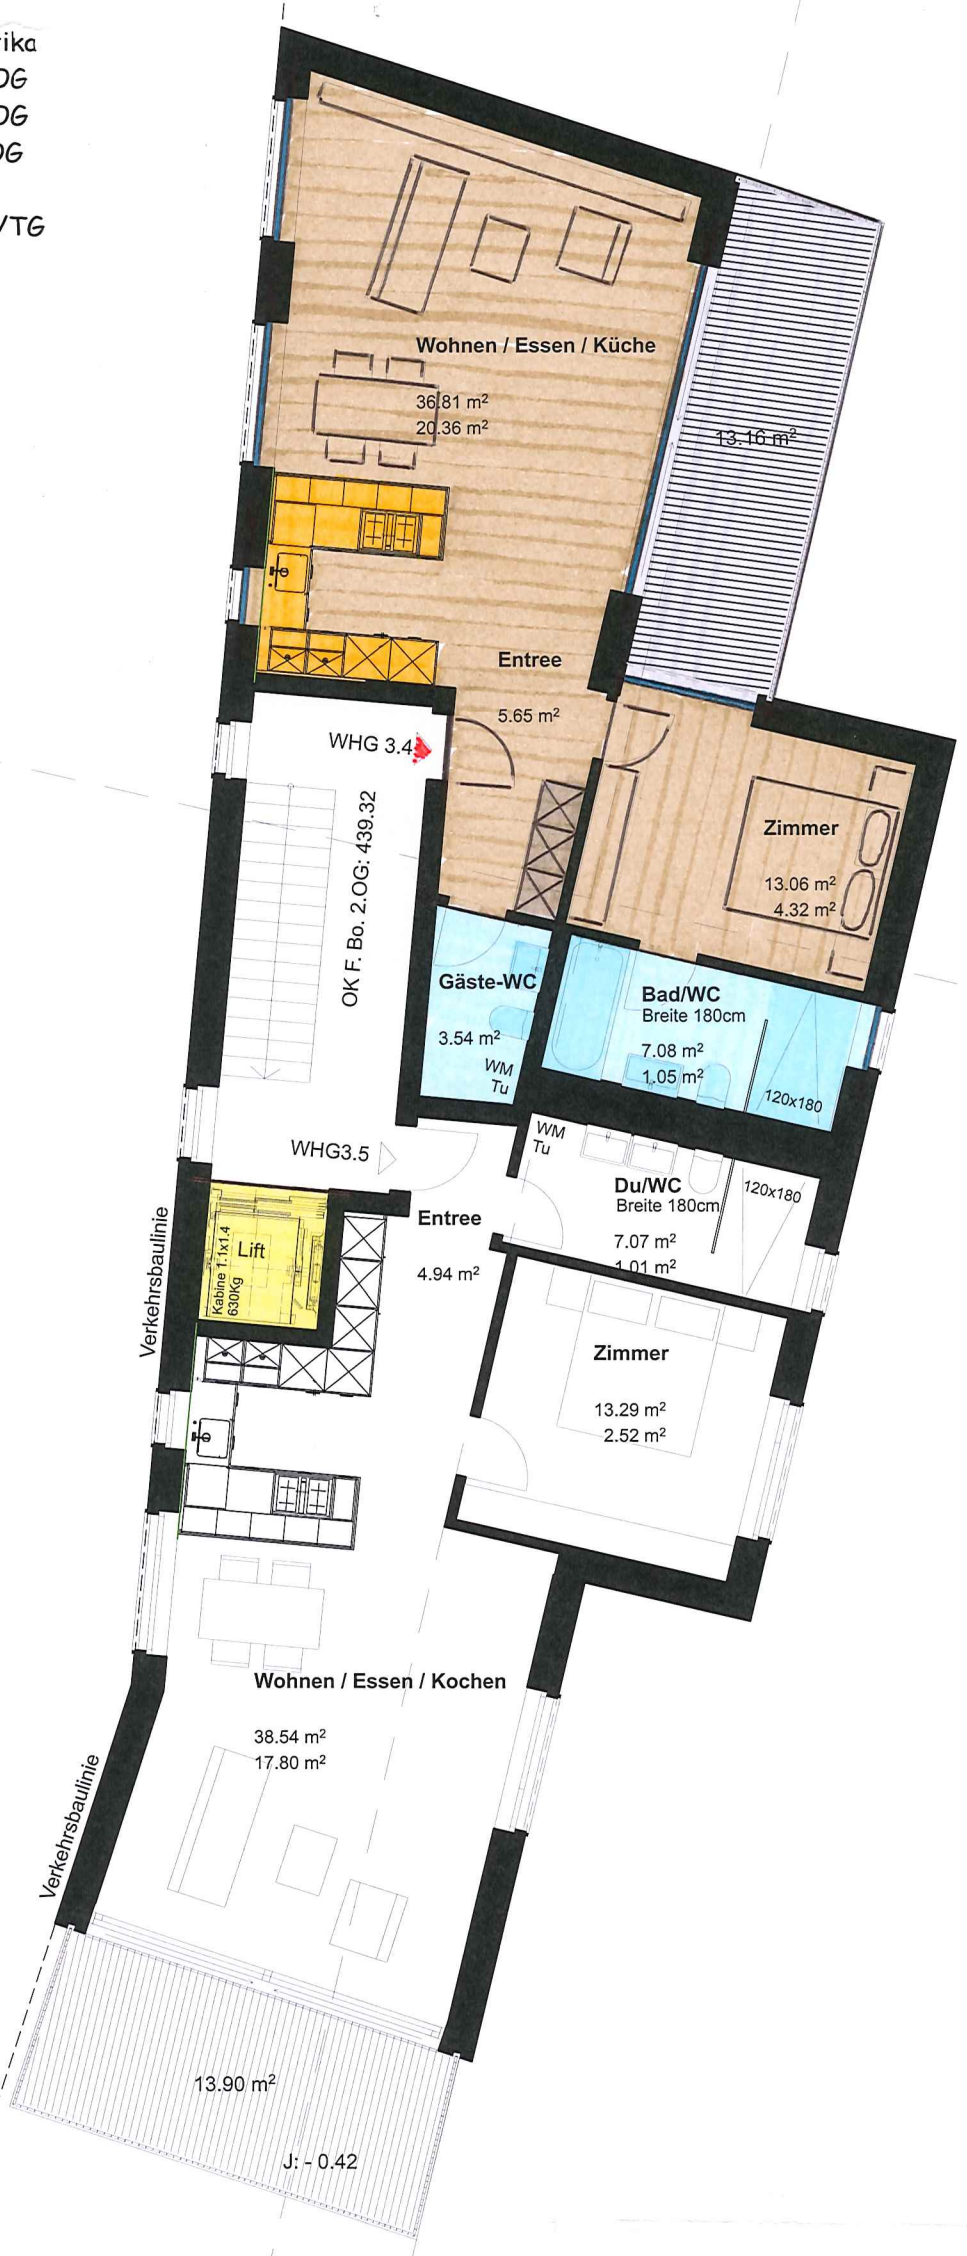 ika
OG
OG
OG
/TG
Wohnen / Essen / Küche
36.81 m²
20.36 m²
13.16 m²
Entree
5.65 m²
WHG 3.4
OK F. Bo. 2.OG: 439.32
Zimmer
13.06 m²
4.32 m²
Gäste-WC
3.54 m²
WM
Tu
Bad/WC
Breite 180cm
7.08 m²
1.05 m²
120x180
WHG3.5
WM
Tu
Du/WC
Breite 180cm
7.07 m²
1.01 m²
120x180
Entree
4.94 m²
Lift
Kabine 1.1x1.4
630Kg
Verkehrsbaulinie
Zimmer
13.29 m²
2.52 m²
Wohnen / Essen / Kochen
38.54 m²
17.80 m²
Verkehrsbaulinie
13.90 m²
J: - 0.42